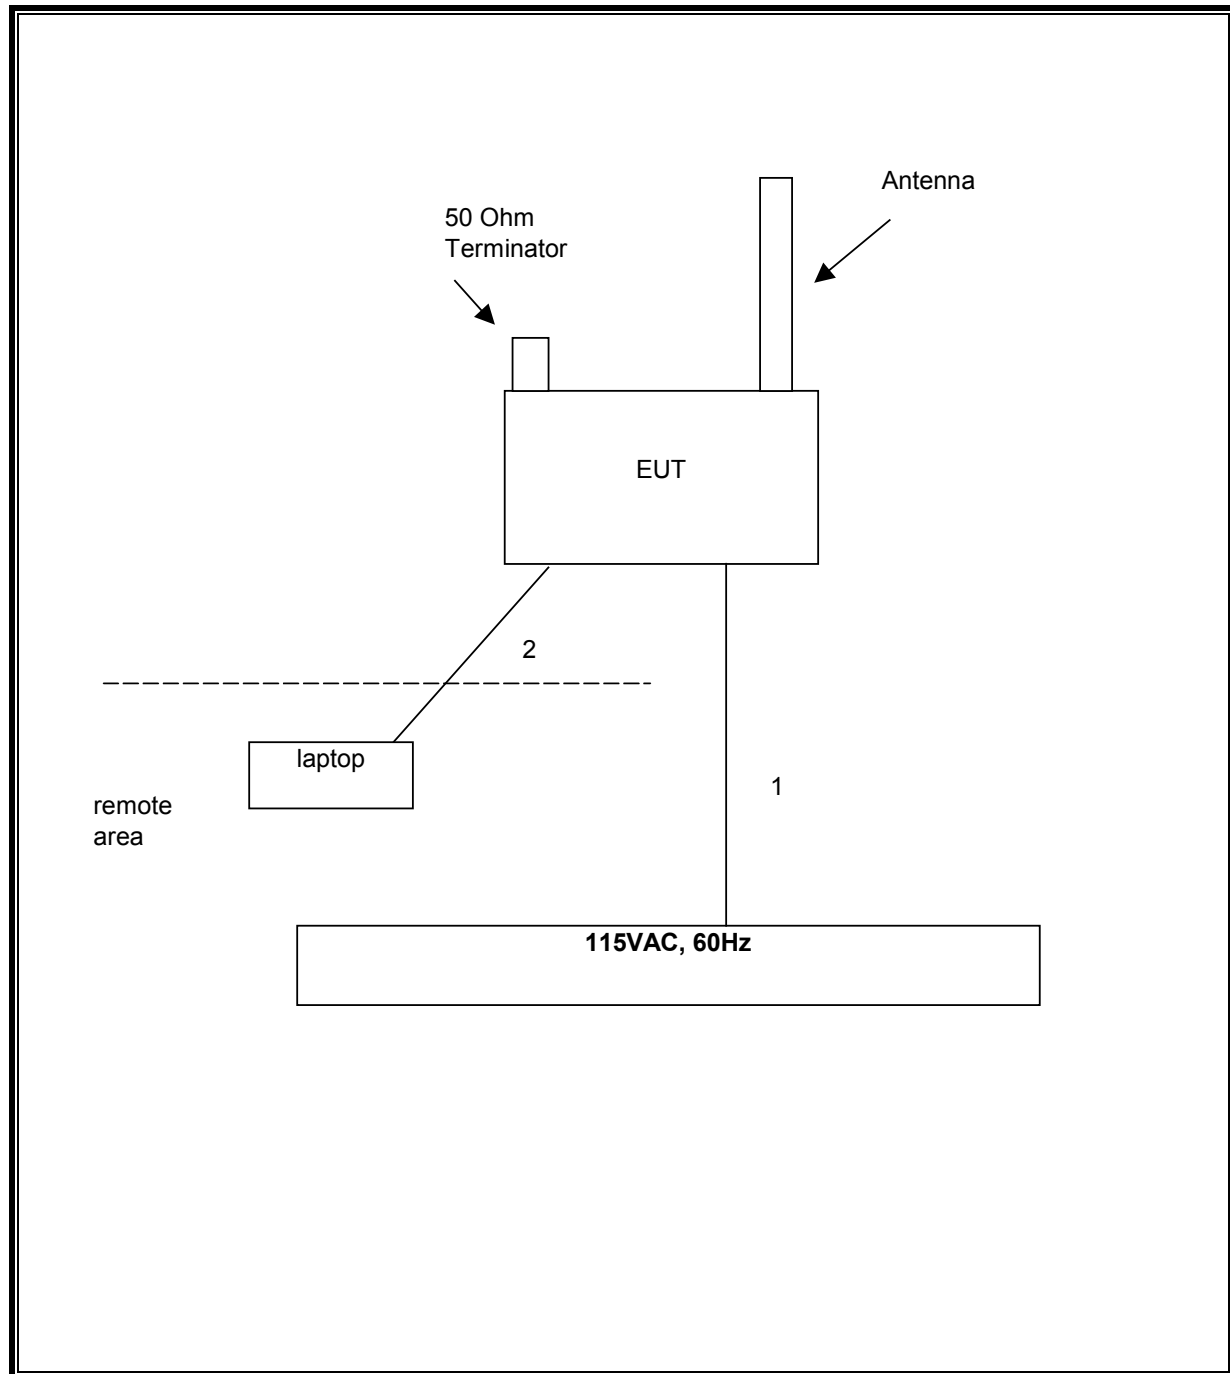 Antenna
50 Ohm
Terminator
EUT
2
laptop
1
remote
area
115VAC, 60Hz